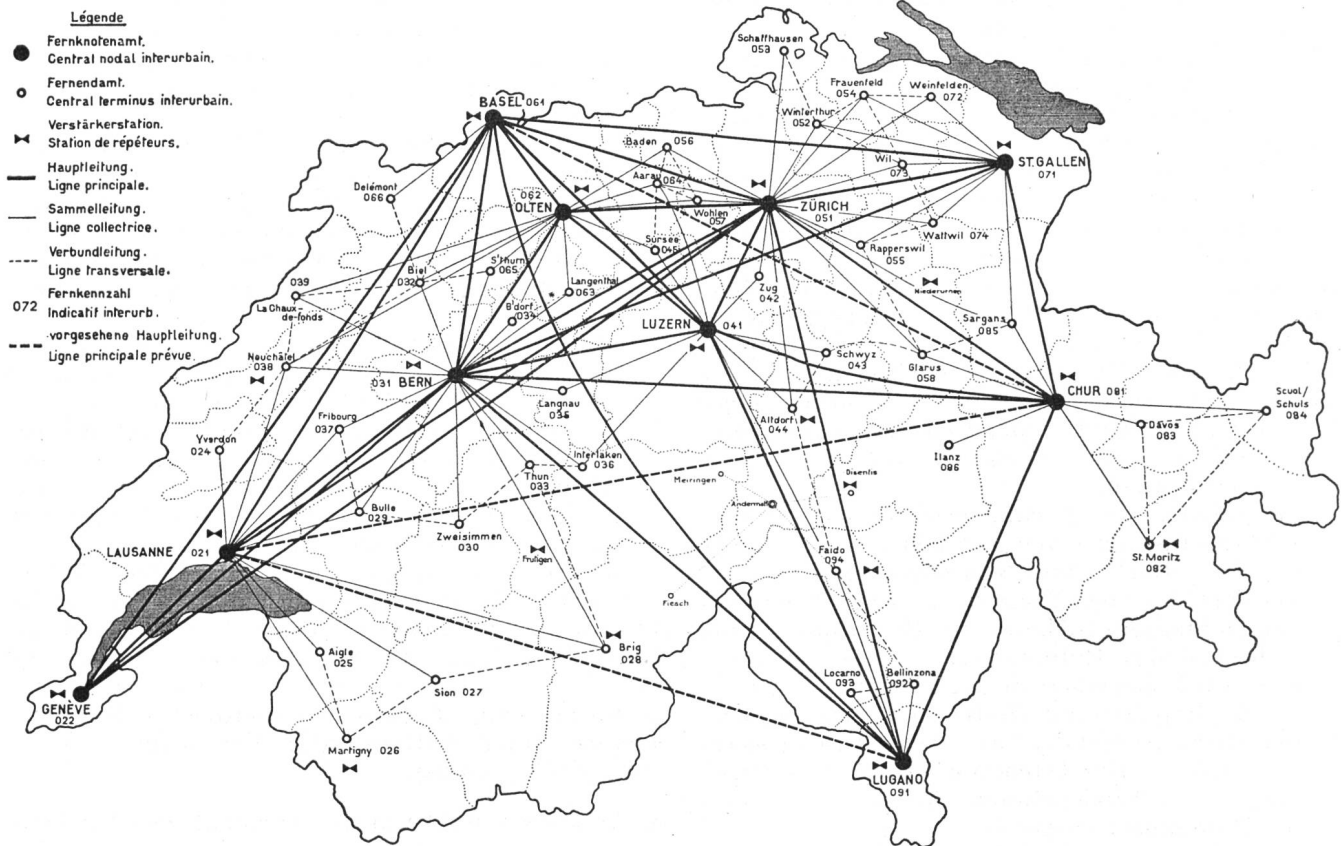 Légende
Fernknotenamt.
Central nodal interurbain.
Fernendamt.
Central terminus interurbain.
Verstärkerstation.
Station de répéteurs.
Hauptleitung.
Ligne principale.
Sammelleitung.
Ligne collectrice.
Verbundleitung.
Ligne transversale.
072 Fernkennzahl
Indicatif interurb.
vorgesehene Hauptleitung.
Ligne principale prévue.
Schaffhausen
053
Frauenfeld
054
Weinfelden
072
Winterthur
052
BASEL 061
Baden 056
Aarau
064
Wil
073
ST. GALLEN
071
Delémont
066
062
OLTEN
Wohlen
057
ZÜRICH
051
Wattwil 074
Sursee
045
Rapperswil
055
Biel
032
S'thurn
065
Langenthal
063
Zug
042
Niederurnen
039
La Chaux-
de-fonds
B'dorf *
034
LUZERN 041
Sargans
085
Neuchâtel
038
031 BERN
Schwyz
043
Glarus
058
CHUR 081
Langnau
035
Altdorf
044
Scuol/
Schuls
084
Fribourg
037
Davos
083
Yverdon
024
Interlaken
036
Ilanz
086
Thun
033
Meiringen
Disentis
Andermatt
Bulle
029
Zweisimmen
030
LAUSANNE 021
Frutigen
Faido
094
St. Moritz
082
Fiesch
Aigle
025
Brig
028
Sion 027
Locarno
093
Bellinzona
092
GENÈVE
022
Martigny 026
LUGANO
091